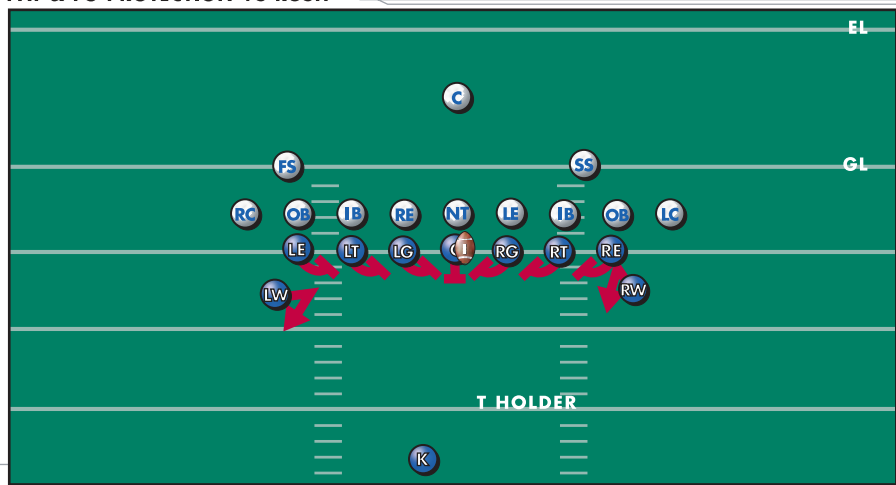 EL
C
FS SS GL
RC OB IB RE NT LE IB OB LC
LE LT LG RG RT RE
LW RW
T HOLDER
K